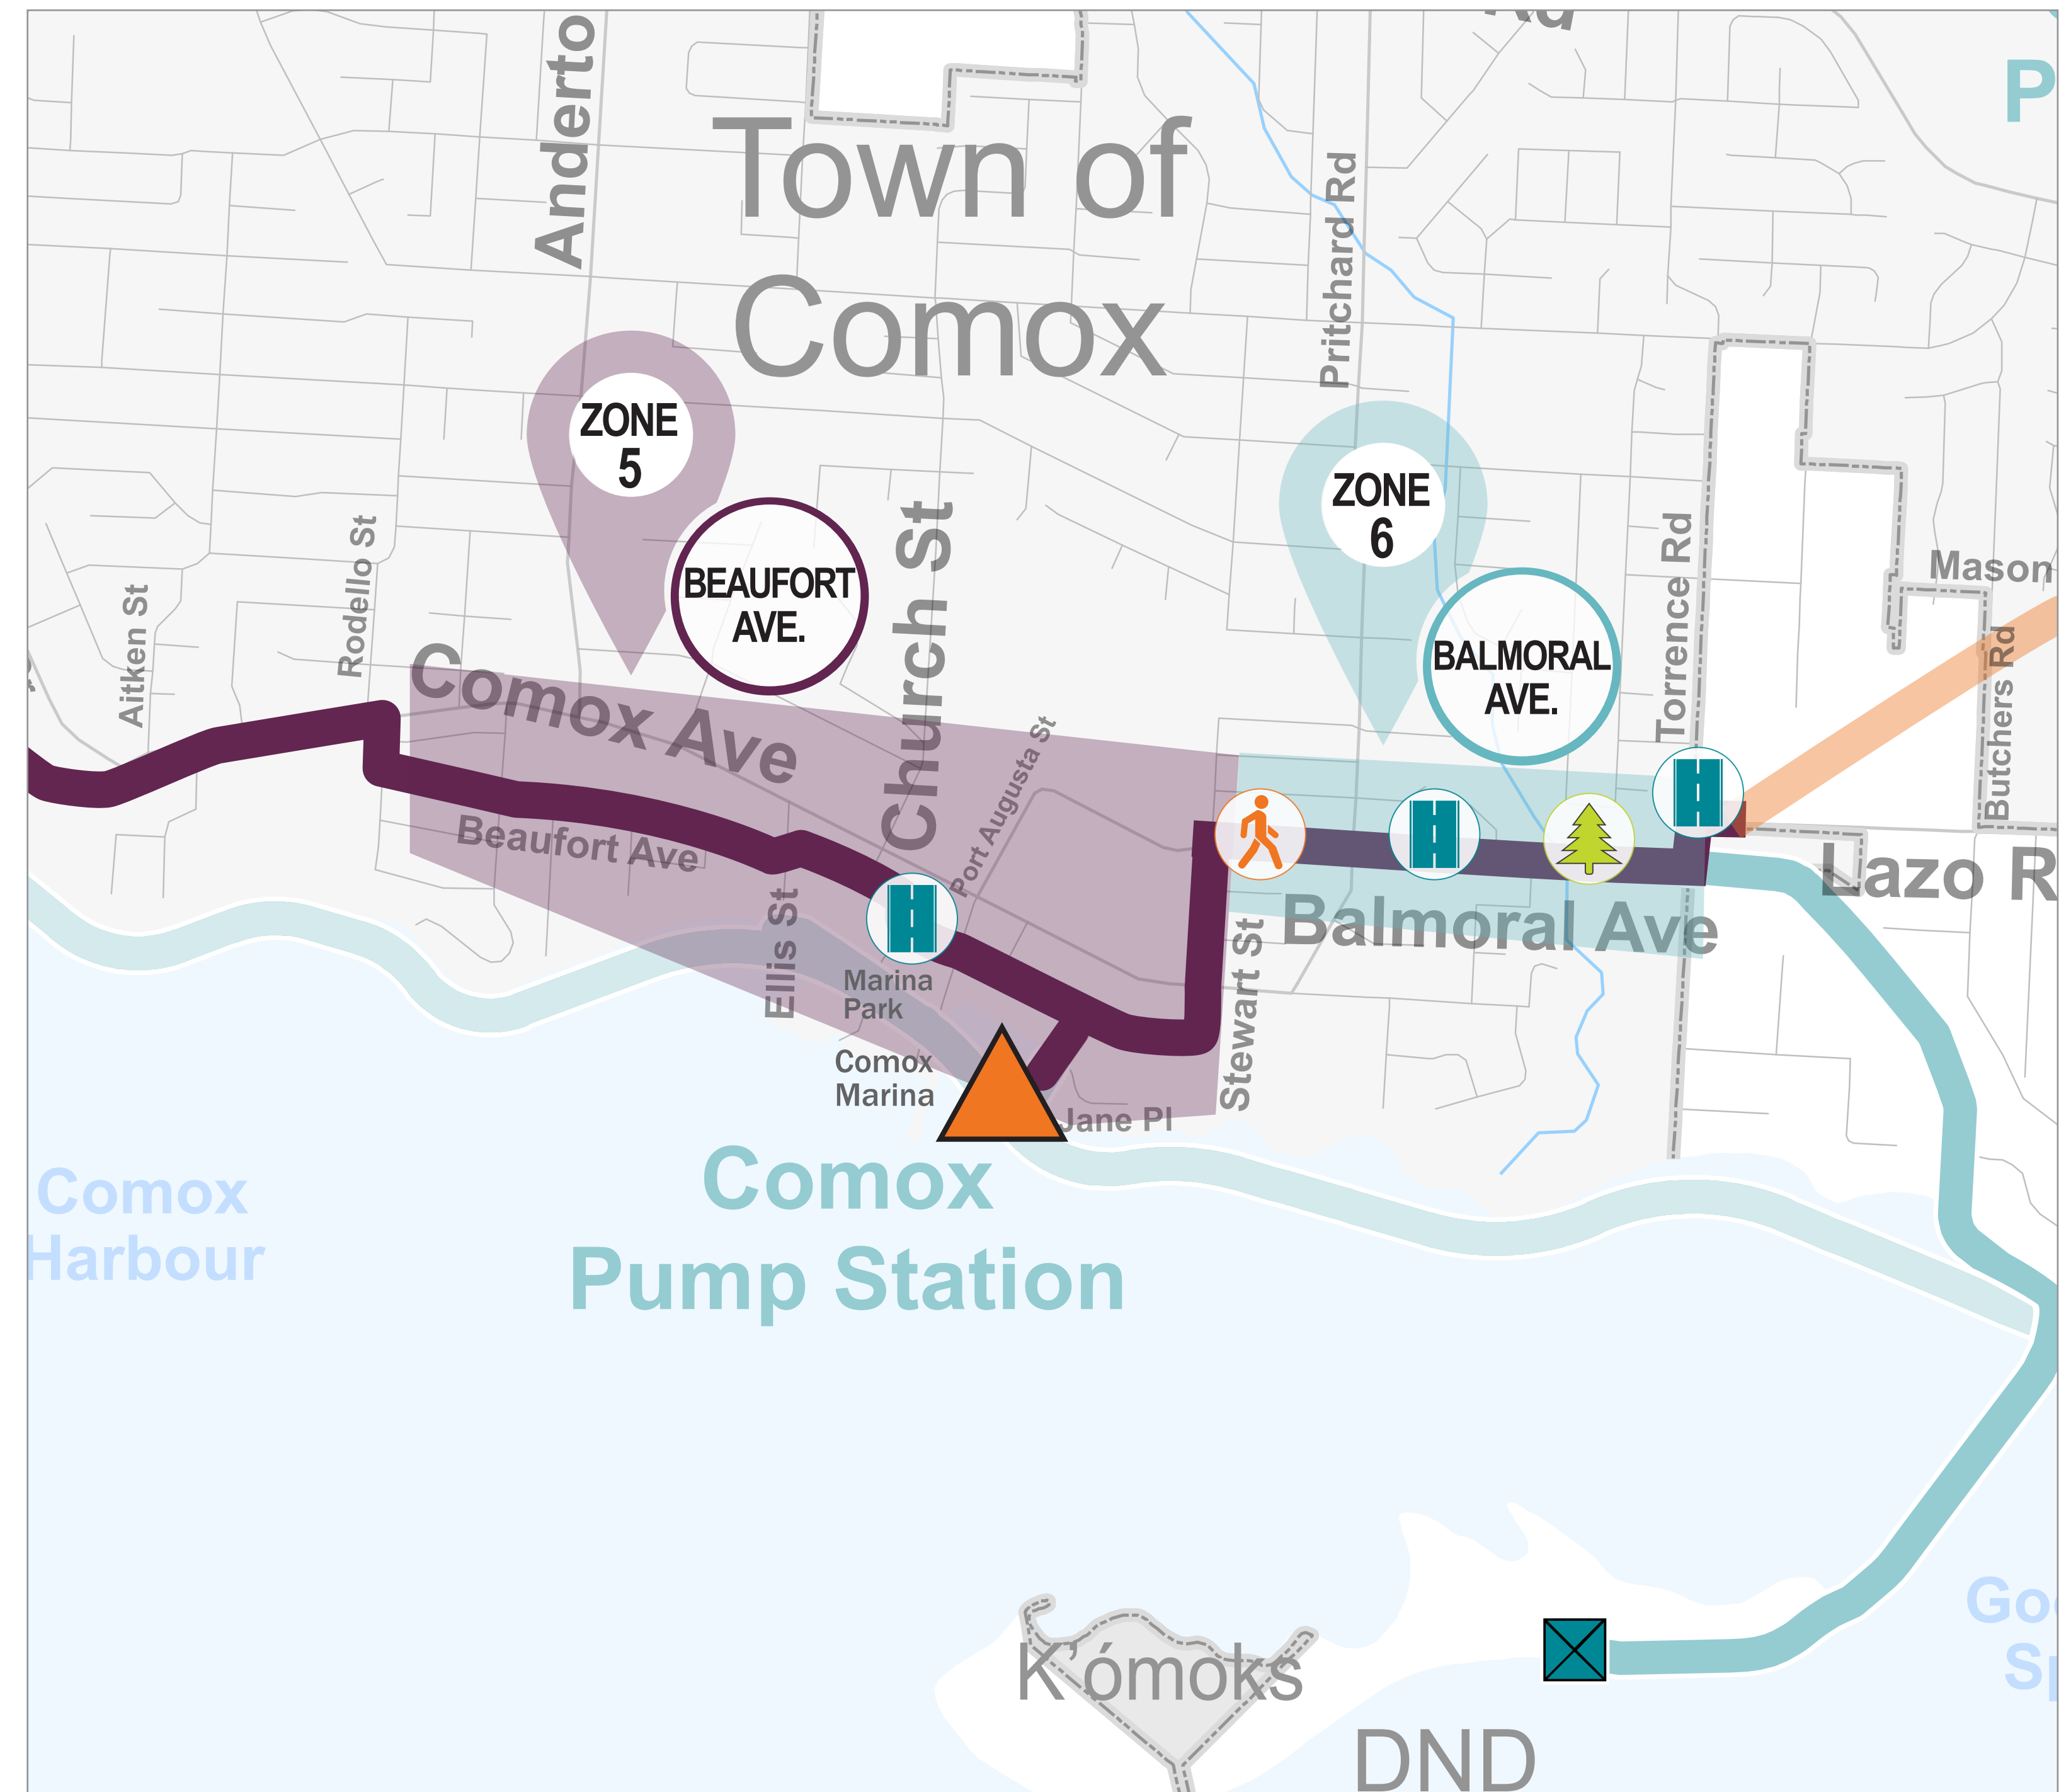 Anderto
Town of
Comox
Pritchard Rd
P
ZONE
5
ZONE
6
BEAUFORT
AVE.
BALMORAL
AVE.
Church St
Torrence Rd
Mason
Butchers Rd
Rodello St
Aitken St
Comox Ave
Port Augusta St
Beaufort Ave
Lazo R
Balmoral Ave
Ellis St
Stewart St
Marina
Park
Comox
Marina
Jane Pl
Comox
Pump Station
Comox
Harbour
K'ómoks
DND